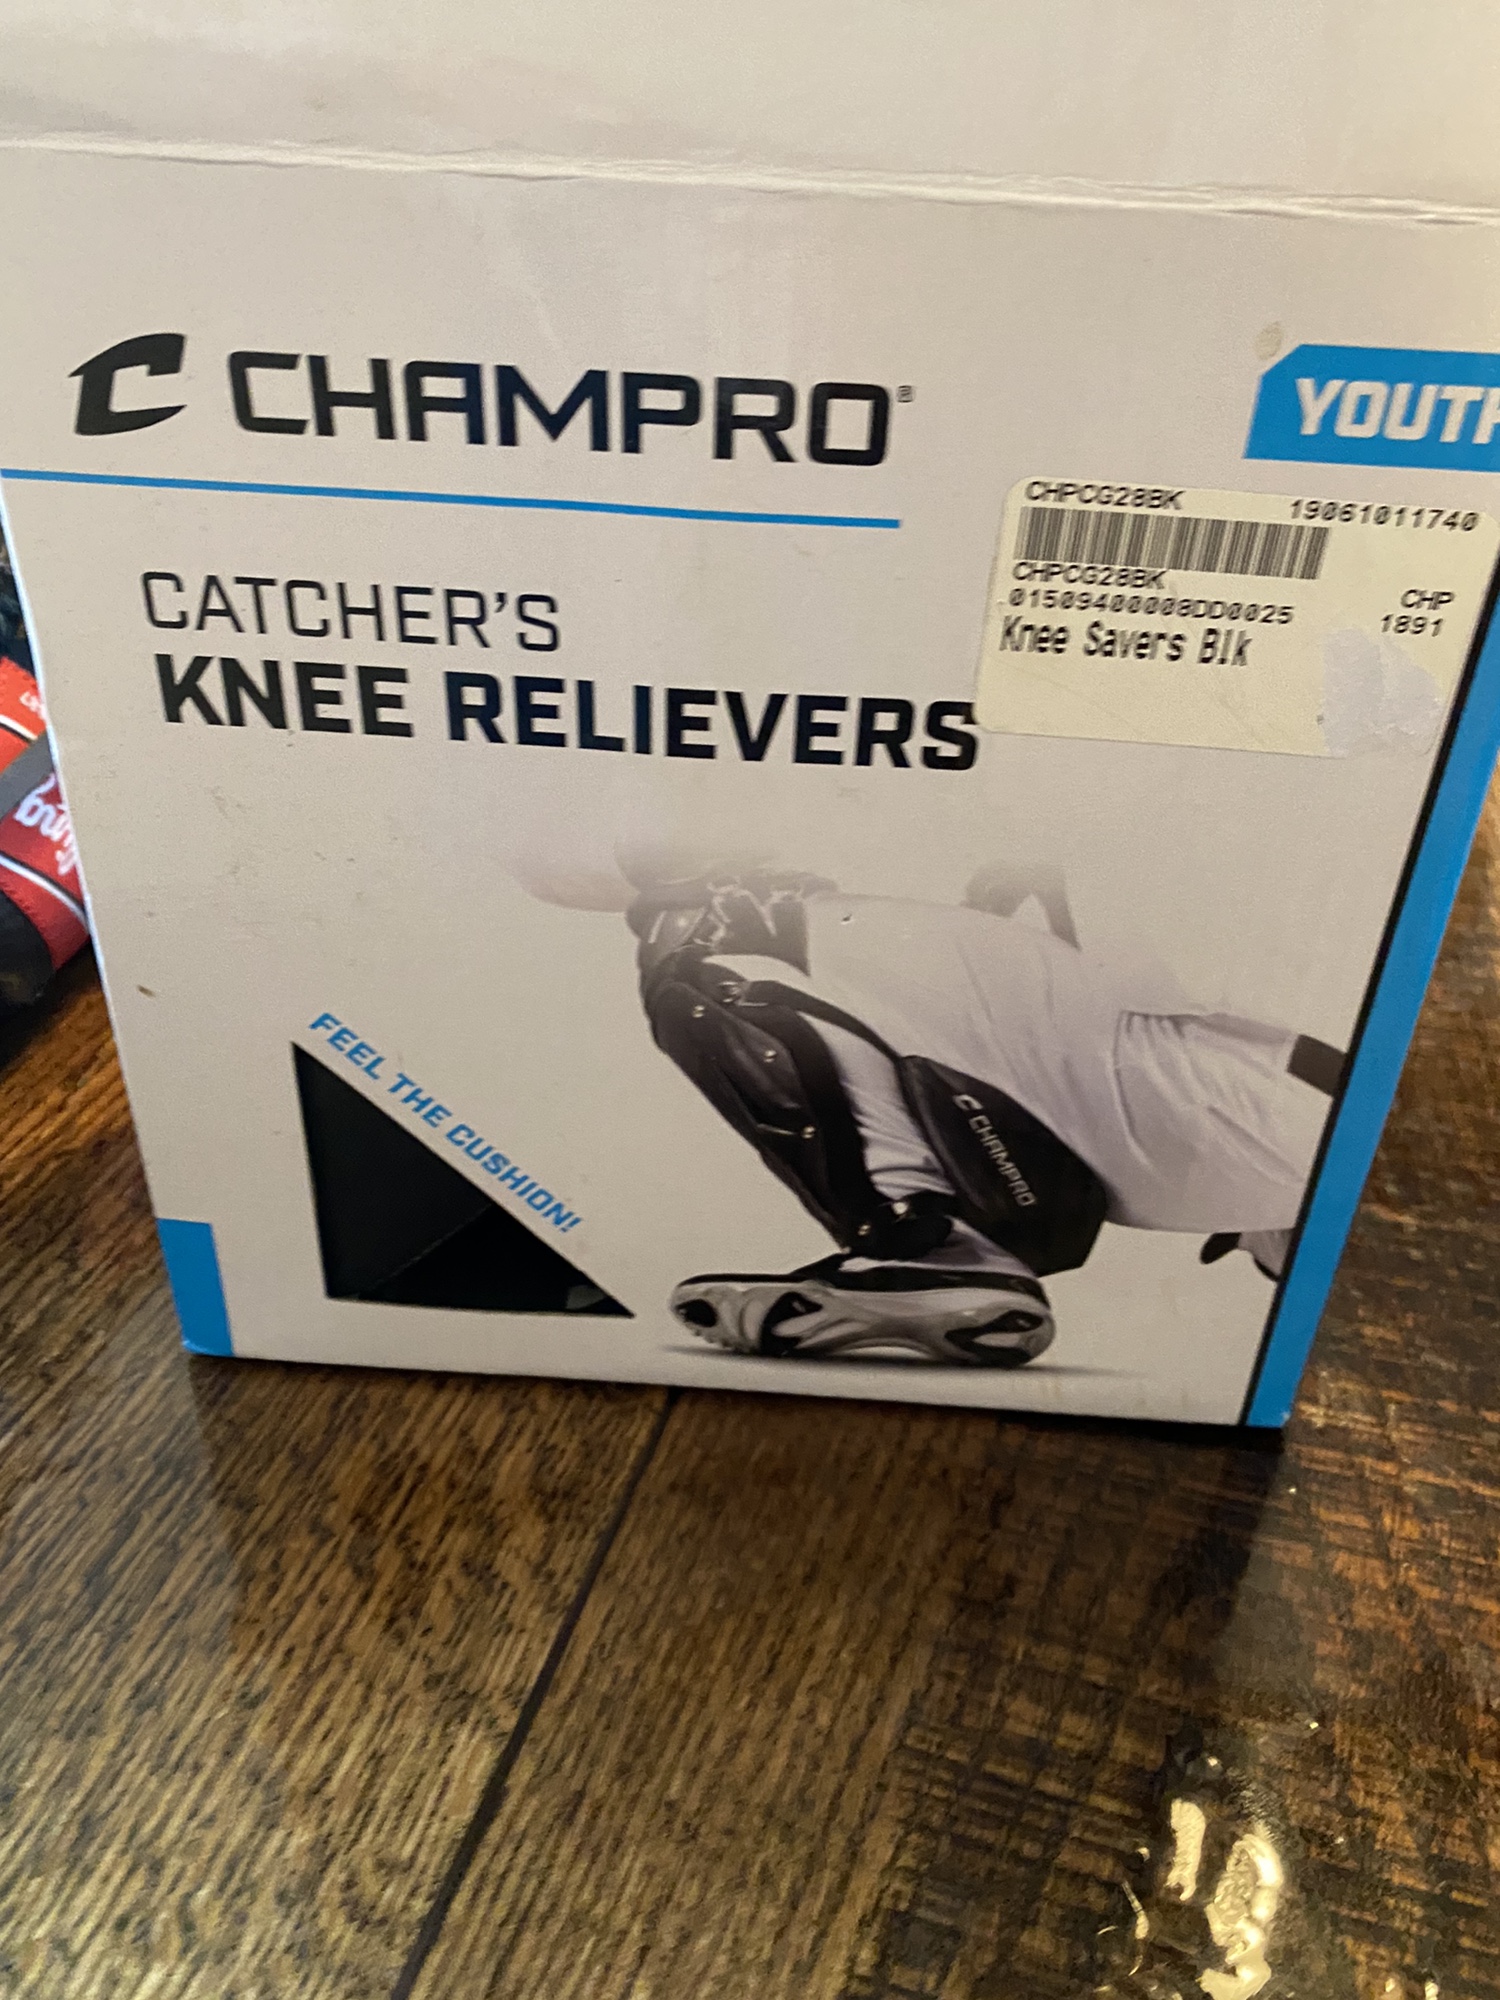 C CHAMPRO®
YOUTH
CHPCG28BK 19061011740
CHPCG28BK
CHP
01509400008DD0025 1891
Knee Savers Blk
CATCHER'S
KNEE RELIEVERS
FEEL THE CUSHION!
C CHAMPRO